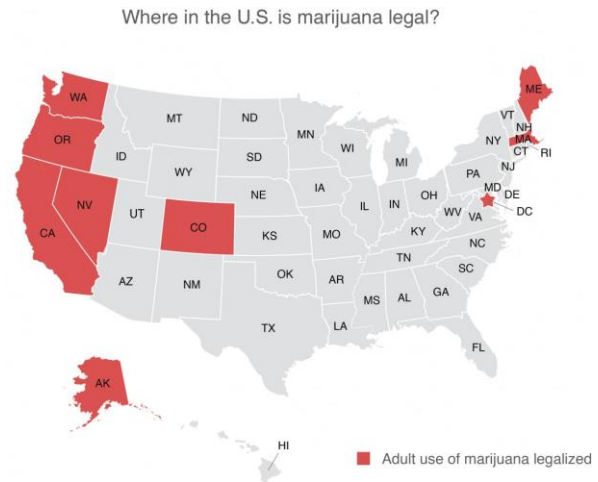 Where in the U.S. is marijuana legal?
WA
ME
MT
ND
VT
OR
MN
NH
ID
SD
WI
NY
MA
CT
RI
WY
MI
NJ
PA
IA
NE
MD
DE
NV
OH
UT
IL
IN
DC
CA
CO
WV
VA
KS
MO
KY
NC
TN
AZ
OK
NM
AR
SC
MS
AL
GA
TX
LA
FL
AK
HI
Adult use of marijuana legalized